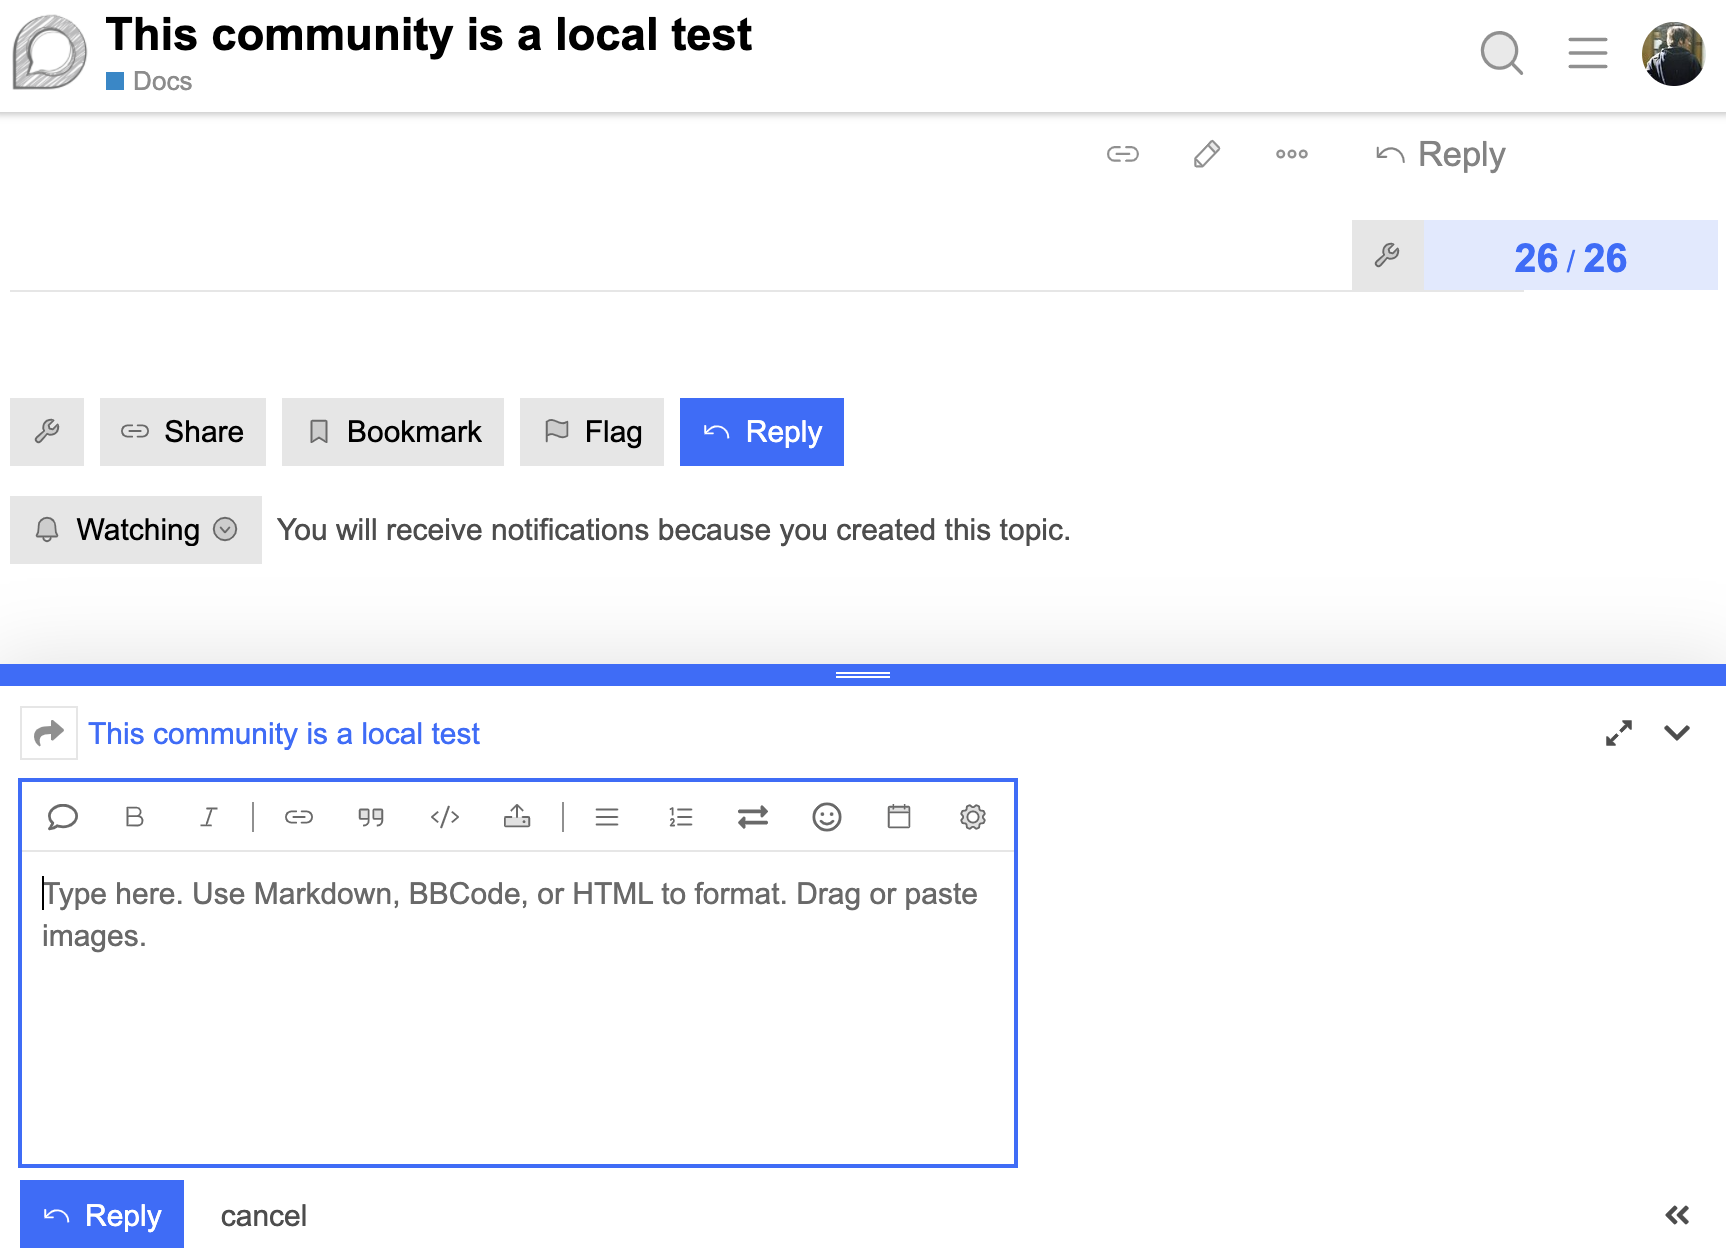 This community is a local test
Docs
Reply
26 / 26
Share Bookmark Flag Reply
Watching You will receive notifications because you created this topic.
This community is a local test
B I </>
Type here. Use Markdown, BBCode, or HTML to format. Drag or paste
images.
Reply cancel